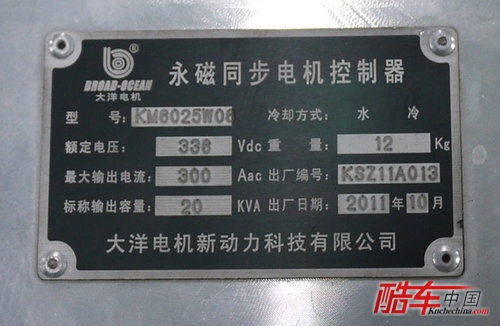 BROAD-OCEAN
大洋电机
®
永磁同步电机控制器
型 号: KM6025W06 冷却方式: 水 冷
额定电压: 336 Vdc 重 量: 12 Kg
最大输出电流: 300 Aac 出厂编号: KSZ11A013
标称输出容量: 20 KVA 出厂日期: 2011 年 10 月
大洋电机新动力科技有限公司
酷车中国
Kuchechina.com